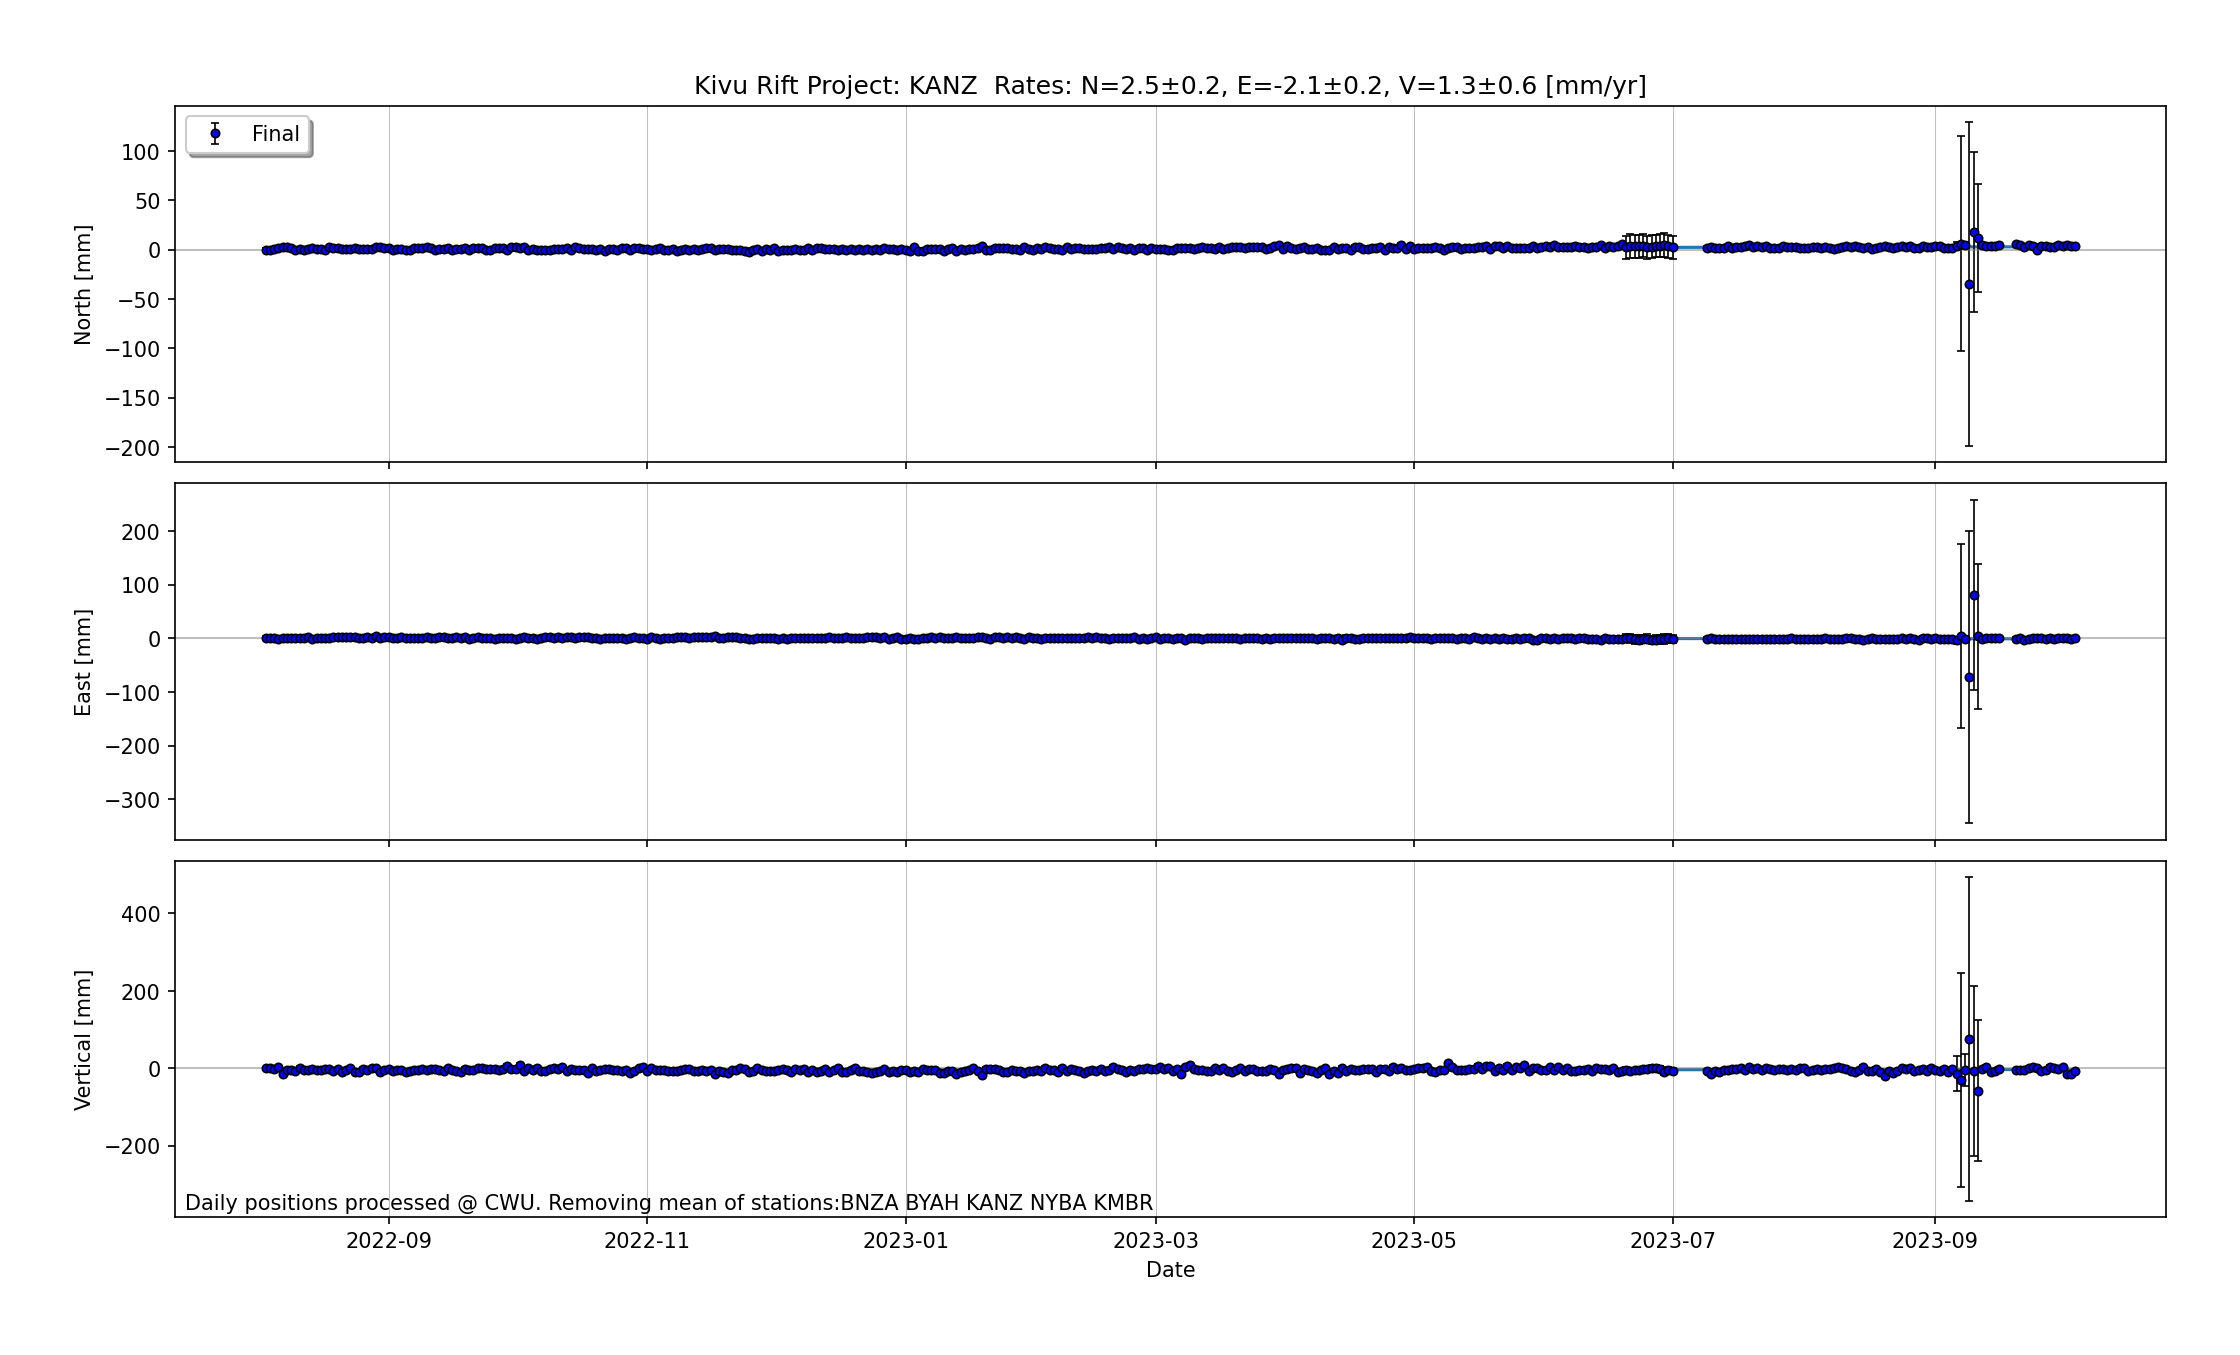 Kivu Rift Project: KANZ  Rates: N=2.5±0.2, E=-2.1±0.2, V=1.3±0.6 [mm/yr]
Final
North [mm]
100
50
0
−50
−100
−150
−200
East [mm]
200
100
0
−100
−200
−300
Vertical [mm]
400
200
0
−200
Daily positions processed @ CWU. Removing mean of stations:BNZA BYAH KANZ NYBA KMBR
2022-09 2022-11 2023-01 2023-03 2023-05 2023-07 2023-09
Date